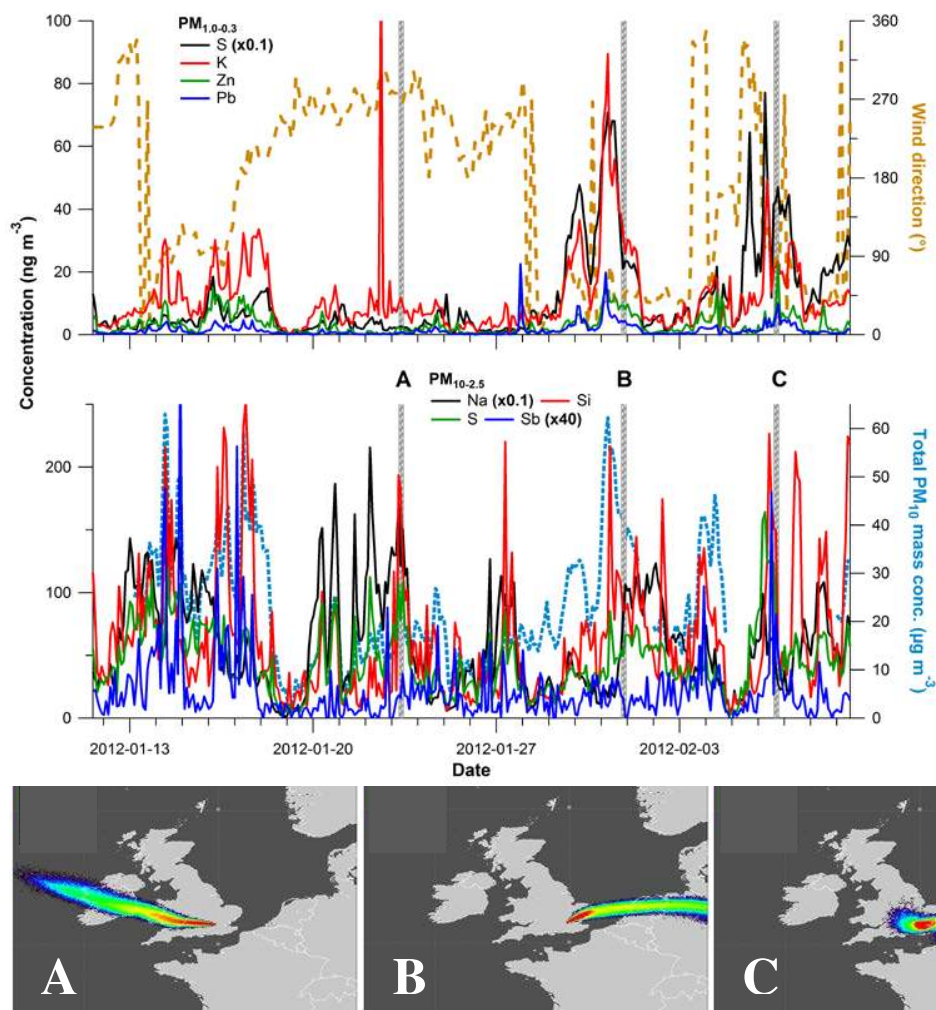 PM1.0-0.3
S (x0.1)
K
Zn
Pb
100
80
60
40
20
0
360
270
180
90
0
Wind direction (°)
Concentration (ng m-3)
A
B
C
PM10-2.5
Na (x0.1)
Si
S
Sb (x40)
200
100
0
60
50
40
30
20
10
0
Total PM10 mass conc. (µg m-3)
2012-01-13
2012-01-20
2012-01-27
2012-02-03
Date
A
B
C